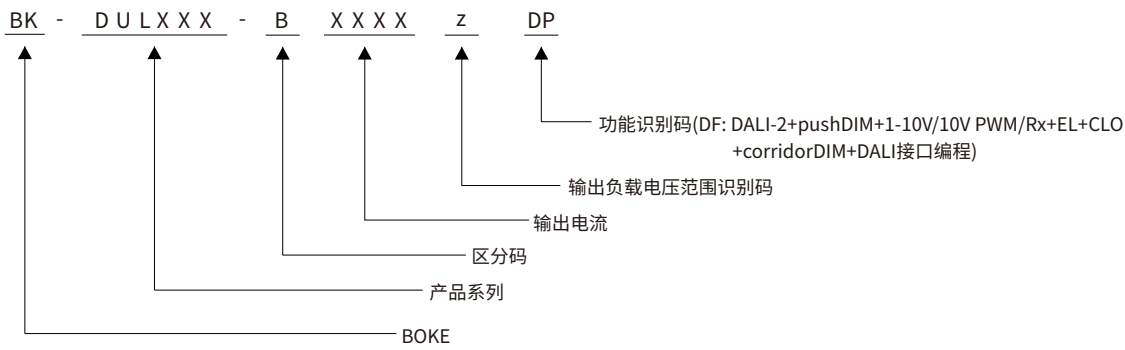 BK - DULXXX - B XXXX z DP
功能识别码(DF: DALI-2+pushDIM+1-10V/10V PWM/Rx+EL+CLO
+corridorDIM+DALI接口编程)
输出负载电压范围识别码
输出电流
区分码
产品系列
BOKE